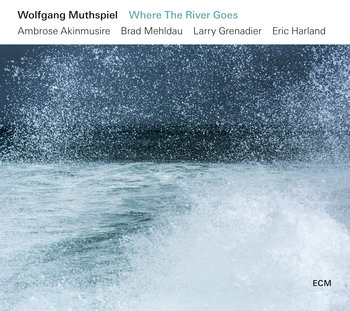 Wolfgang Muthspiel Where The River Goes
Ambrose Akinmusire Brad Mehldau Larry Grenadier Eric Harland
ECM